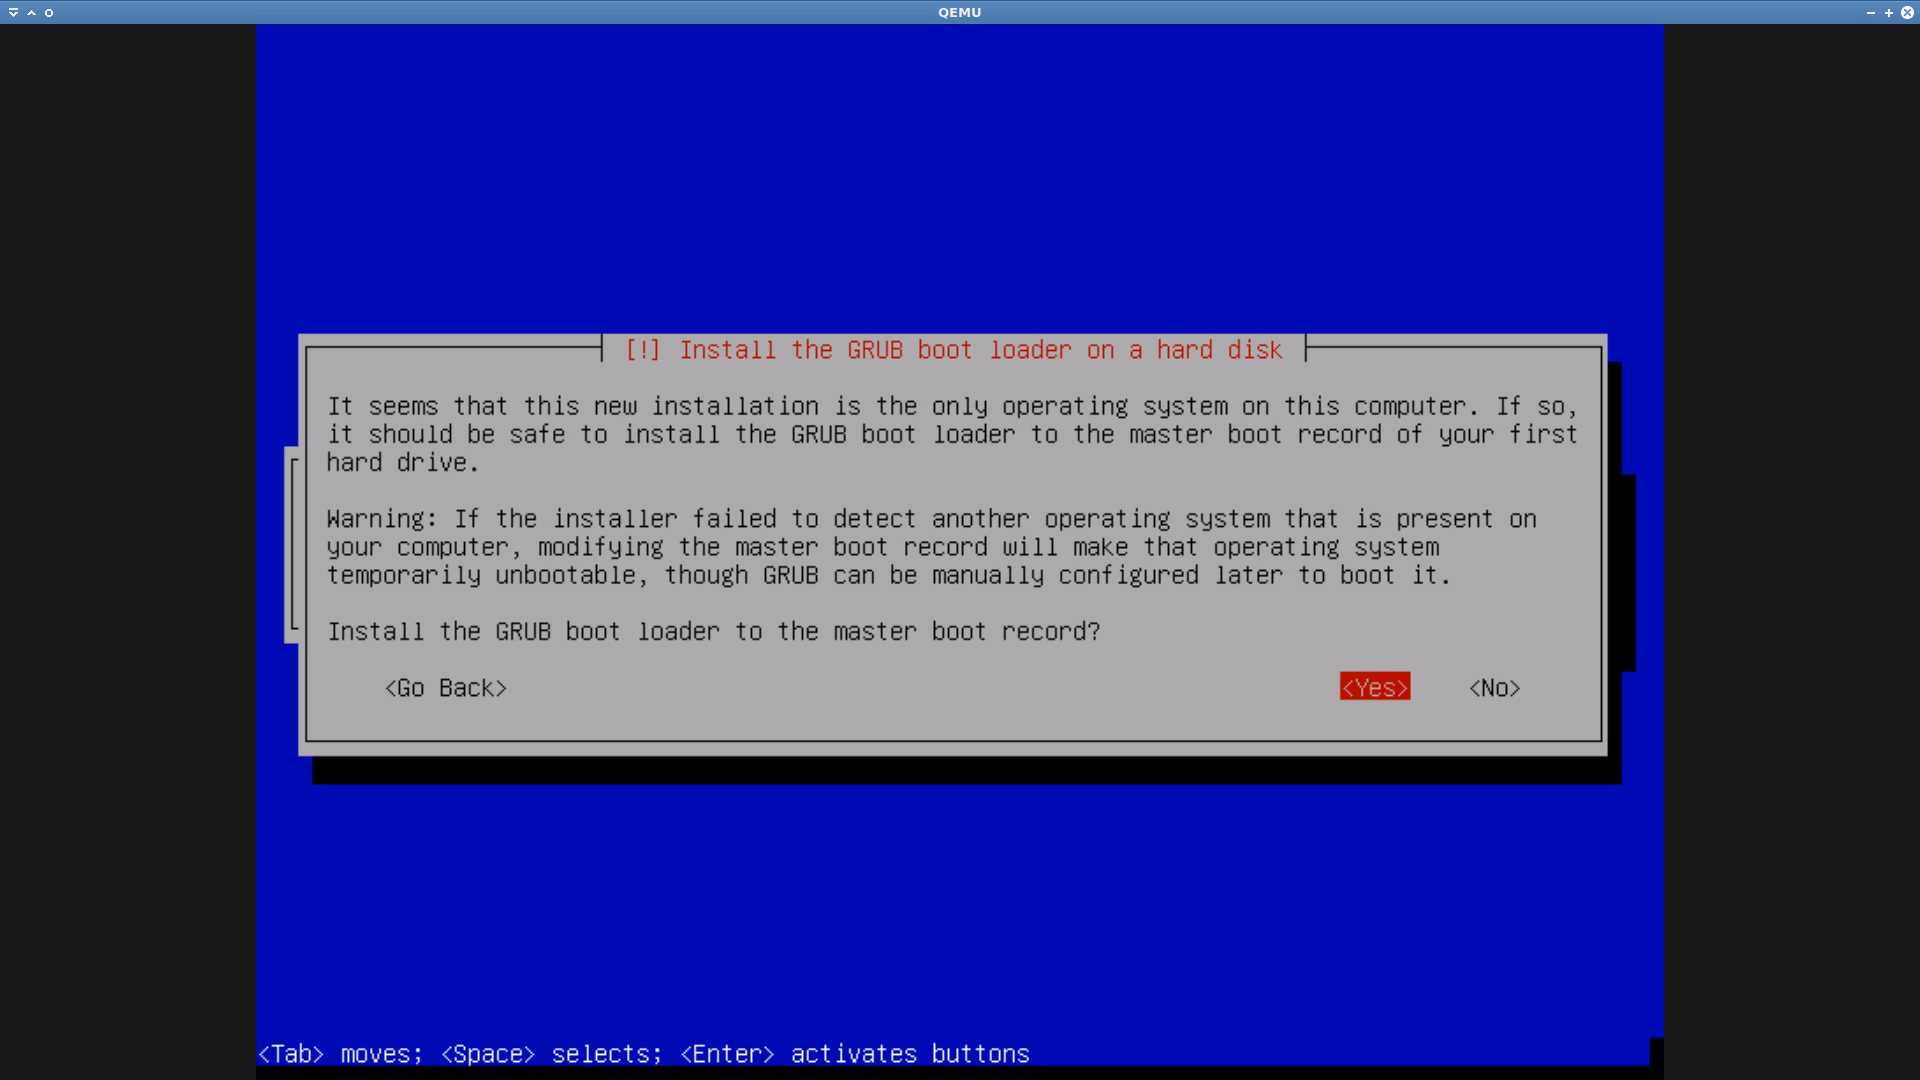 QEMU
[!] Install the GRUB boot loader on a hard disk
It seems that this new installation is the only operating system on this computer. If so,
it should be safe to install the GRUB boot loader to the master boot record of your first
hard drive.
Warning: If the installer failed to detect another operating system that is present on
your computer, modifying the master boot record will make that operating system
temporarily unbootable, though GRUB can be manually configured later to boot it.
Install the GRUB boot loader to the master boot record?
<Go Back> <Yes> <No>
<Tab> moves; <Space> selects; <Enter> activates buttons